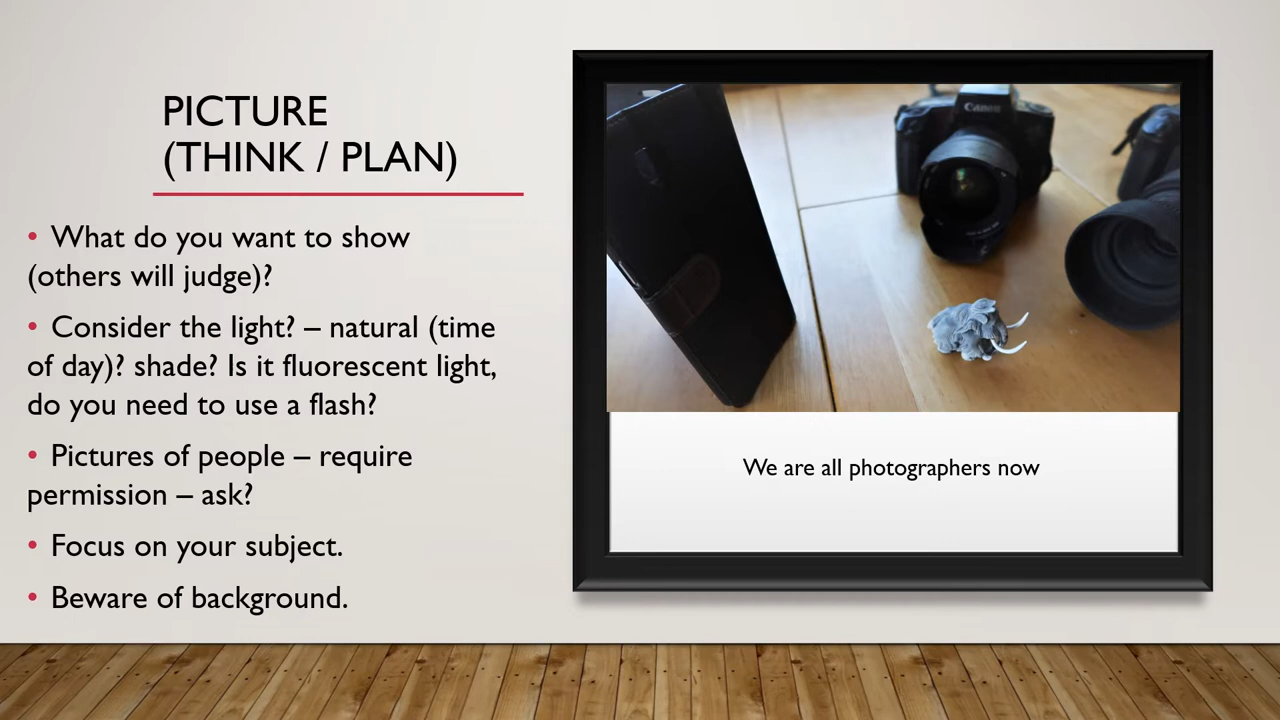 PICTURE
(THINK / PLAN)
• What do you want to show
(others will judge)?
• Consider the light? – natural (time
of day)? shade? Is it fluorescent light,
do you need to use a flash?
• Pictures of people – require
permission – ask?
• Focus on your subject.
• Beware of background.
Canon
We are all photographers now